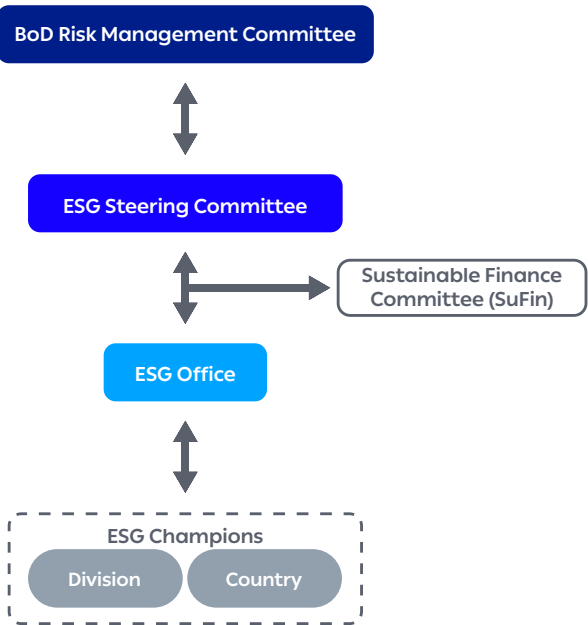 BoD Risk Management Committee
ESG Steering Committee
Sustainable Finance
Committee (SuFin)
ESG Office
ESG Champions
Division
Country